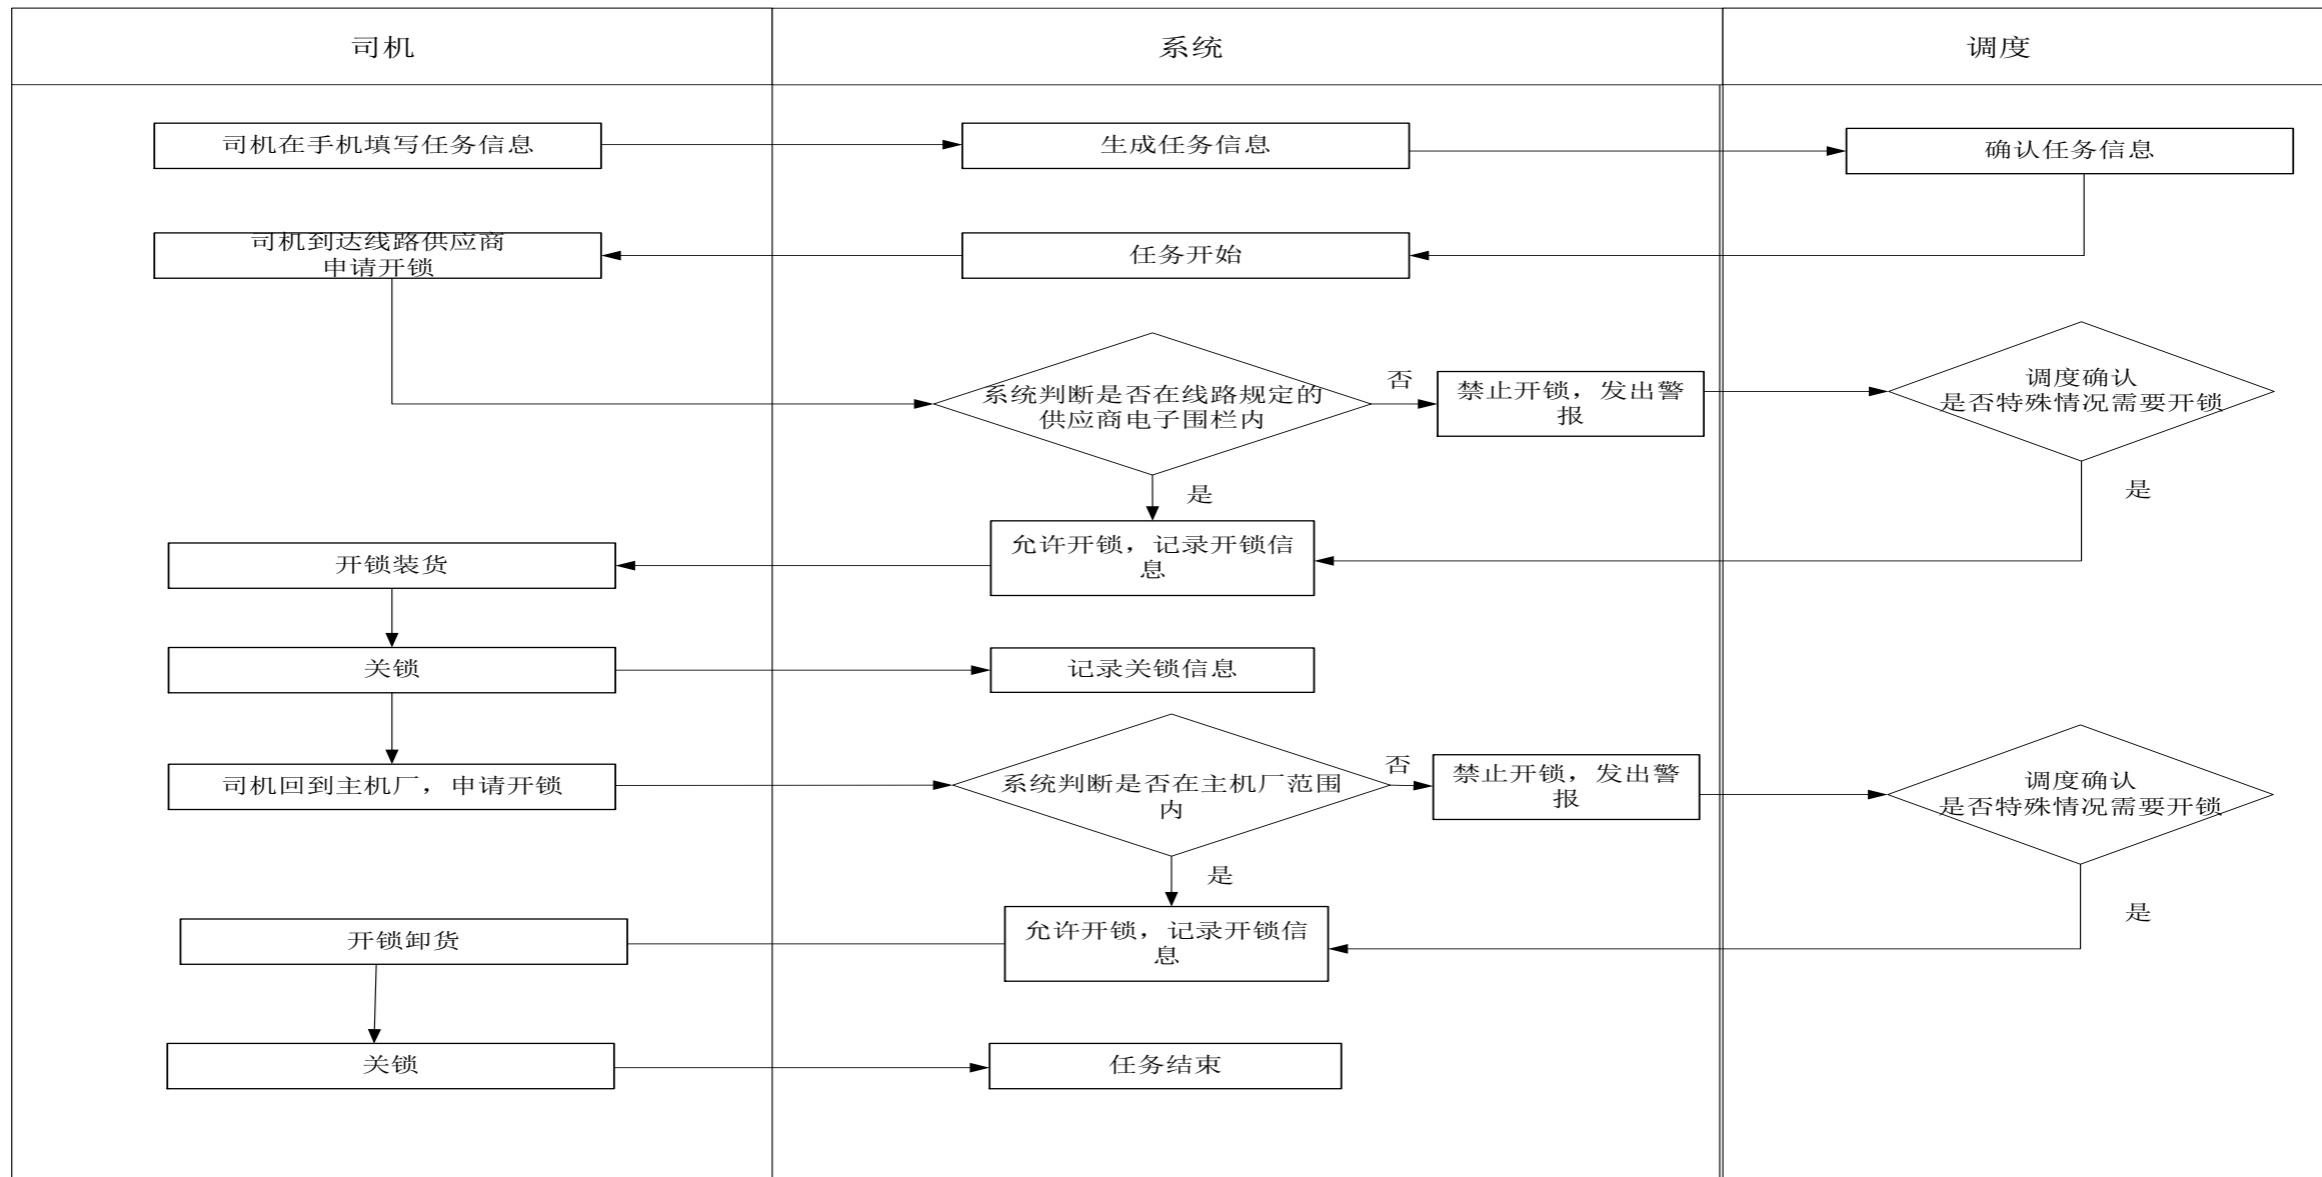 司机
系统
调度
司机在手机填写任务信息
生成任务信息
确认任务信息
司机到达线路供应商
申请开锁
任务开始
系统判断是否在线路规定的
供应商电子围栏内
否
禁止开锁，发出警
报
调度确认
是否特殊情况需要开锁
是
是
允许开锁，记录开锁信
息
开锁装货
关锁
记录关锁信息
司机回到主机厂，申请开锁
系统判断是否在主机厂范围
内
否
禁止开锁，发出警
报
调度确认
是否特殊情况需要开锁
是
是
允许开锁，记录开锁信
息
开锁卸货
关锁
任务结束